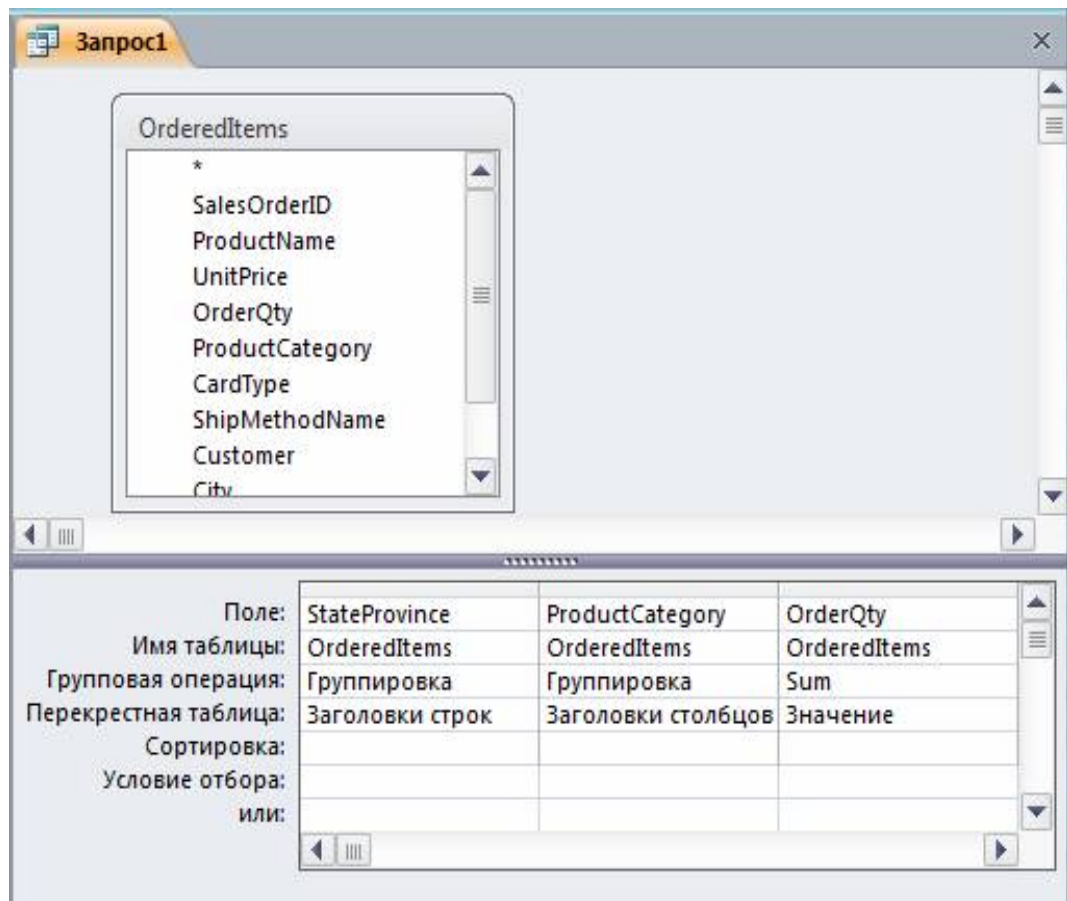 Запрос1
OrderedItems
*
SalesOrderID
ProductName
UnitPrice
OrderQty
ProductCategory
CardType
ShipMethodName
Customer
City
Поле: StateProvince ProductCategory OrderQty
Имя таблицы: OrderedItems OrderedItems OrderedItems
Групповая операция: Группировка Группировка Sum
Перекрестная таблица: Заголовки строк Заголовки столбцов Значение
Сортировка:
Условие отбора:
или: